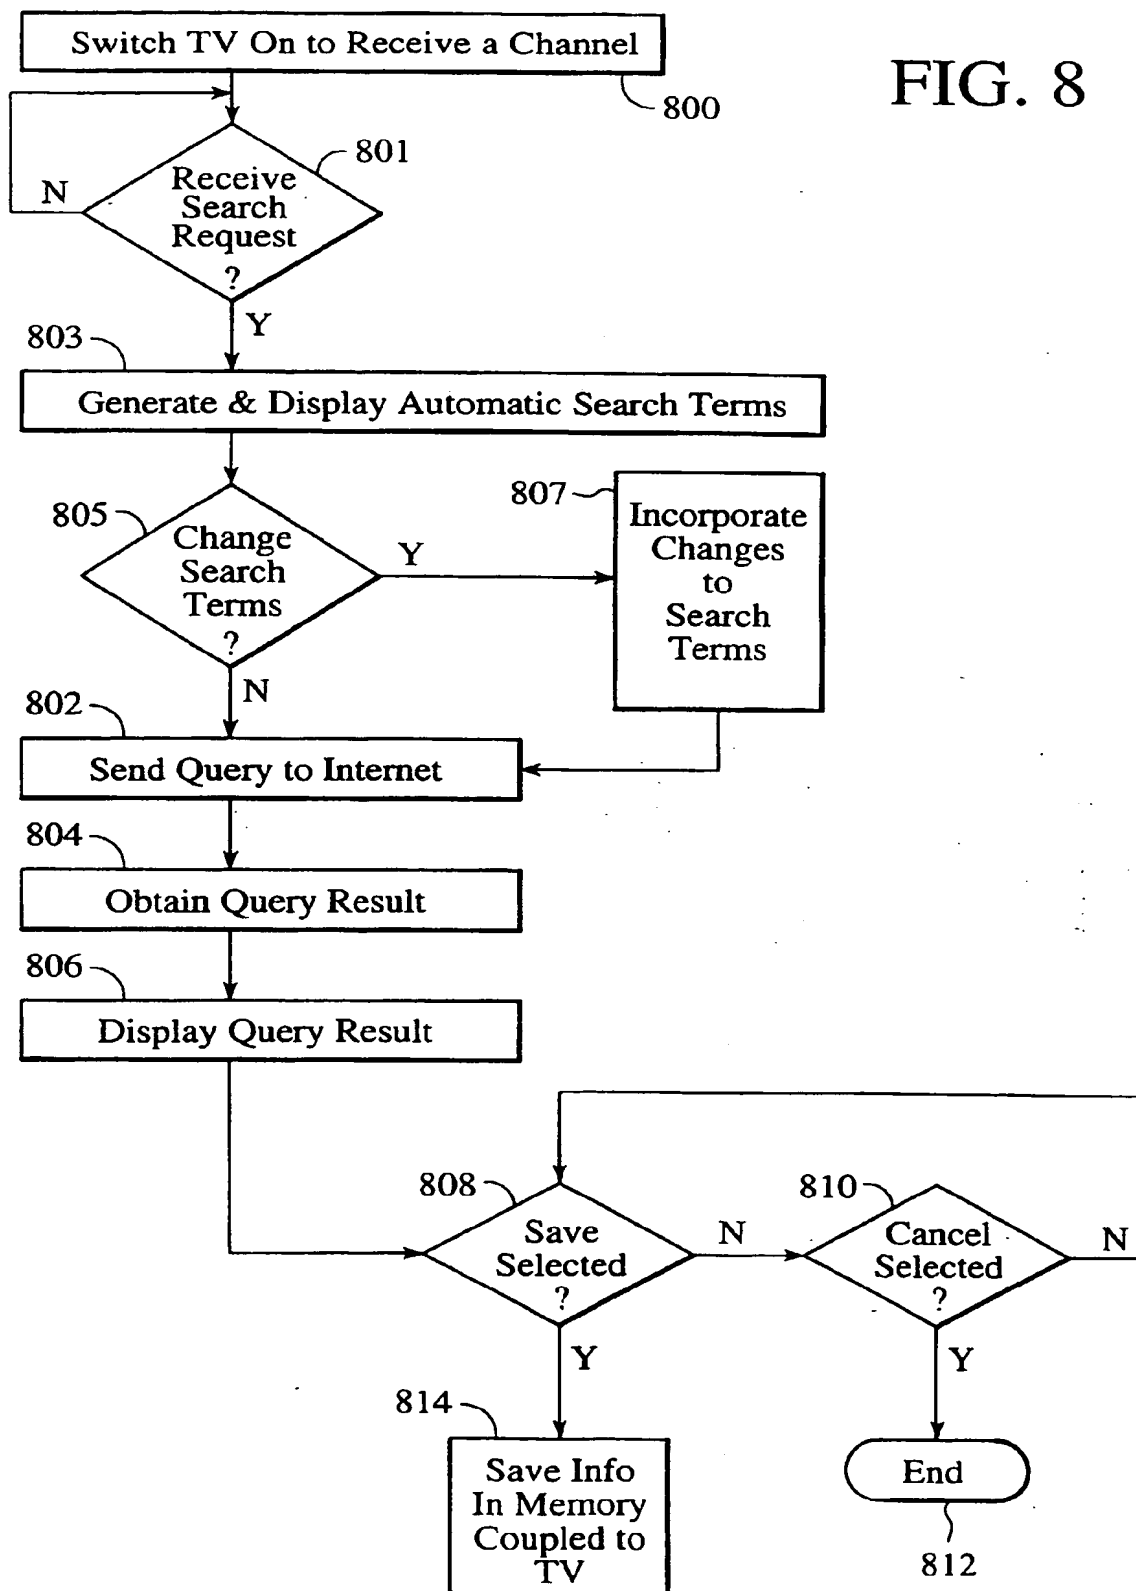 Switch TV On to Receive a Channel
800
FIG. 8
801
Receive
Search
Request
?
N
Y
803
Generate & Display Automatic Search Terms
805
Change
Search
Terms
?
Y
N
807
Incorporate
Changes
to
Search
Terms
802
Send Query to Internet
804
Obtain Query Result
806
Display Query Result
808
Save
Selected
?
N
Y
810
Cancel
Selected
?
N
Y
814
Save Info
In Memory
Coupled to
TV
End
812